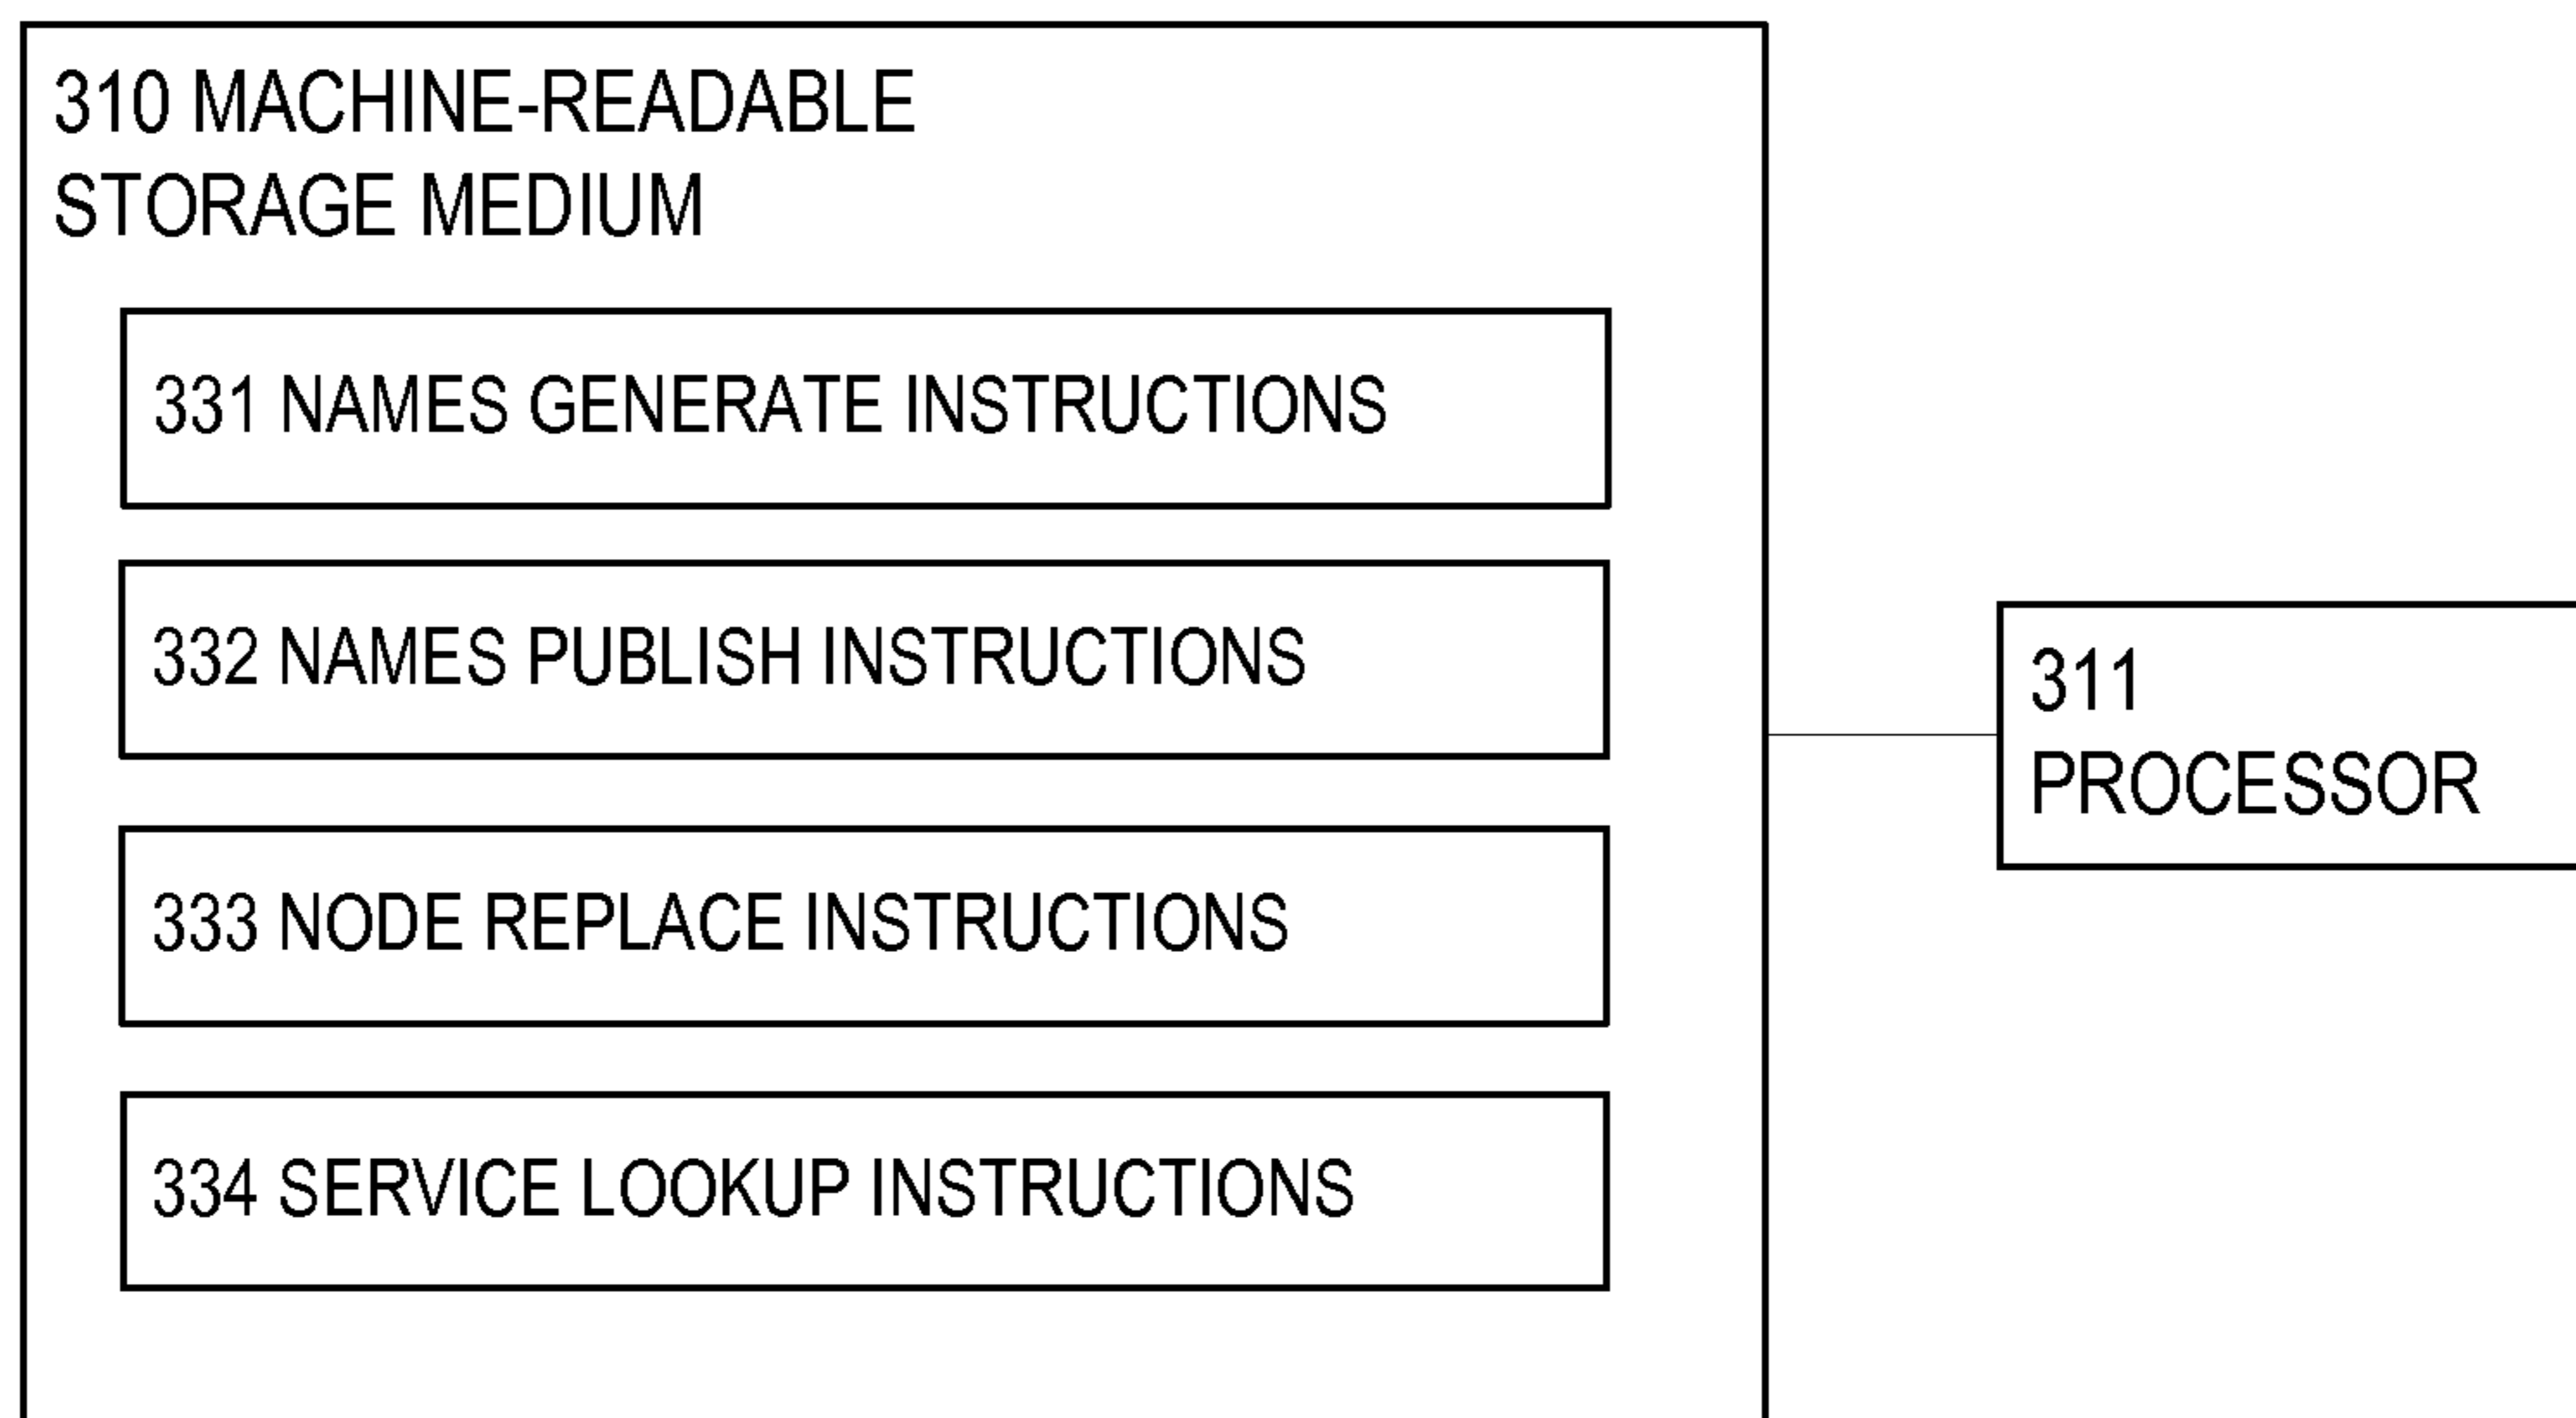 310 MACHINE-READABLE
STORAGE MEDIUM
331 NAMES GENERATE INSTRUCTIONS
332 NAMES PUBLISH INSTRUCTIONS
333 NODE REPLACE INSTRUCTIONS
334 SERVICE LOOKUP INSTRUCTIONS
311
PROCESSOR